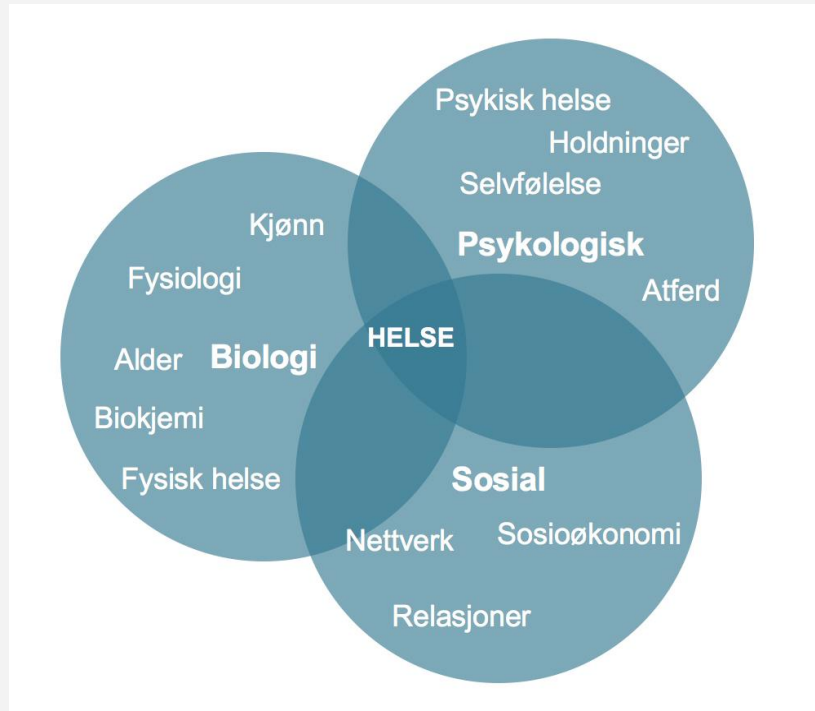 Psykisk helse
Holdninger
Selvfølelse
Psykologisk
Atferd
Kjønn
Fysiologi
Alder
Biologi
Biokjemi
Fysisk helse
HELSE
Sosial
Nettverk
Sosioøkonomi
Relasjoner